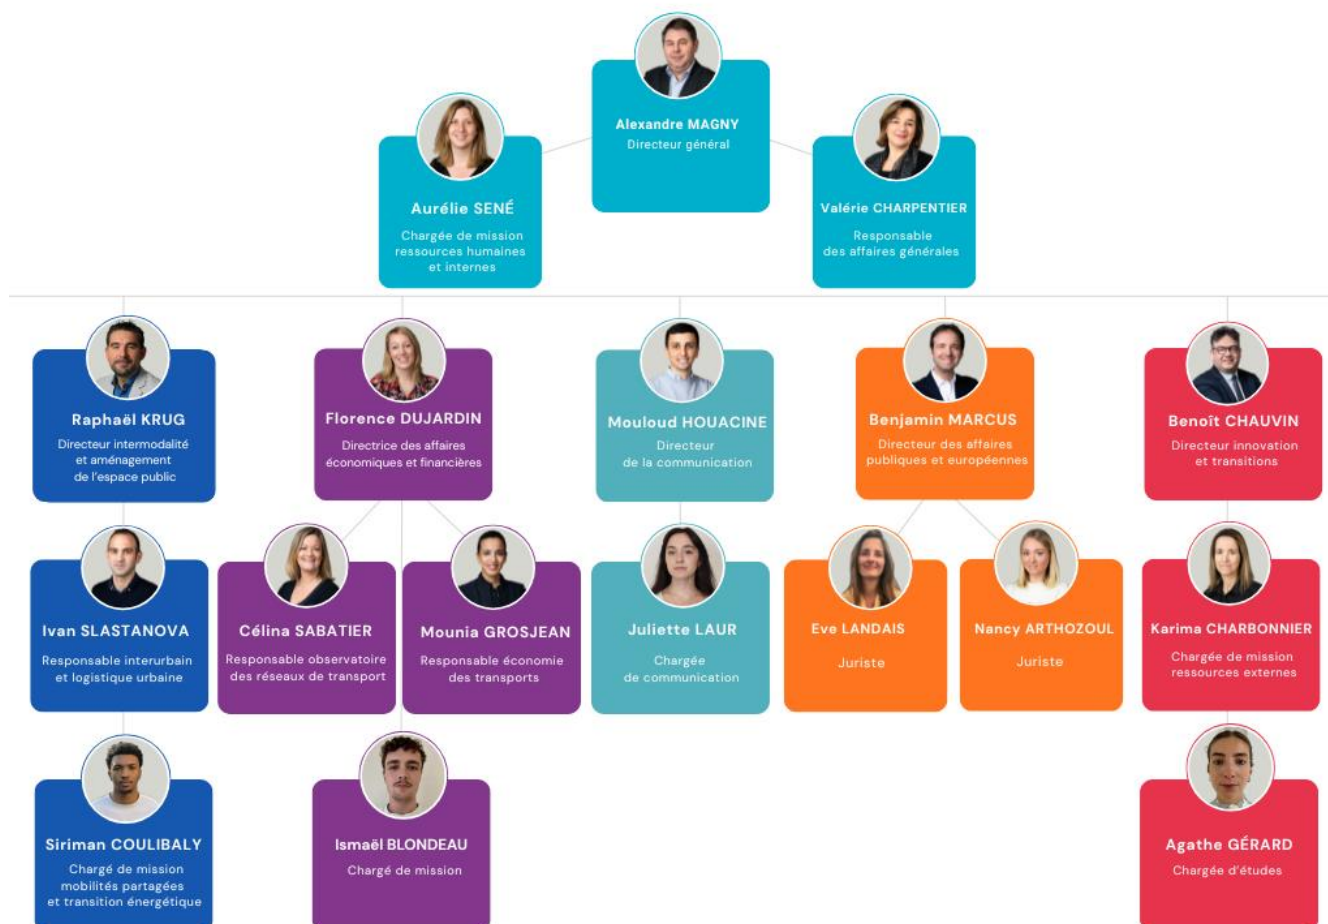 Alexandre MAGNY
Directeur général
Aurélie SENÉ
Chargée de mission
ressources humaines
et internes
Valérie CHARPENTIER
Responsable
des affaires générales
Raphaël KRUG
Directeur intermodalité
et aménagement
de l'espace public
Florence DUJARDIN
Directrice des affaires
économiques et financières
Mouloud HOUACINE
Directeur
de la communication
Benjamin MARCUS
Directeur des affaires
publiques et européennes
Benoît CHAUVIN
Directeur innovation
et transitions
Ivan SLASTANOVA
Responsable interurbain
et logistique urbaine
Célina SABATIER
Responsable observatoire
des réseaux de transport
Mounia GROSJEAN
Responsable économie
des transports
Juliette LAUR
Chargée
de communication
Eve LANDAIS
Juriste
Nancy ARTHOZOUL
Juriste
Karima CHARBONNIER
Chargée de mission
ressources externes
Siriman COULIBALY
Chargé de mission
mobilités partagées
et transition énergétique
Ismaël BLONDEAU
Chargé de mission
Agathe GÉRARD
Chargée d'études